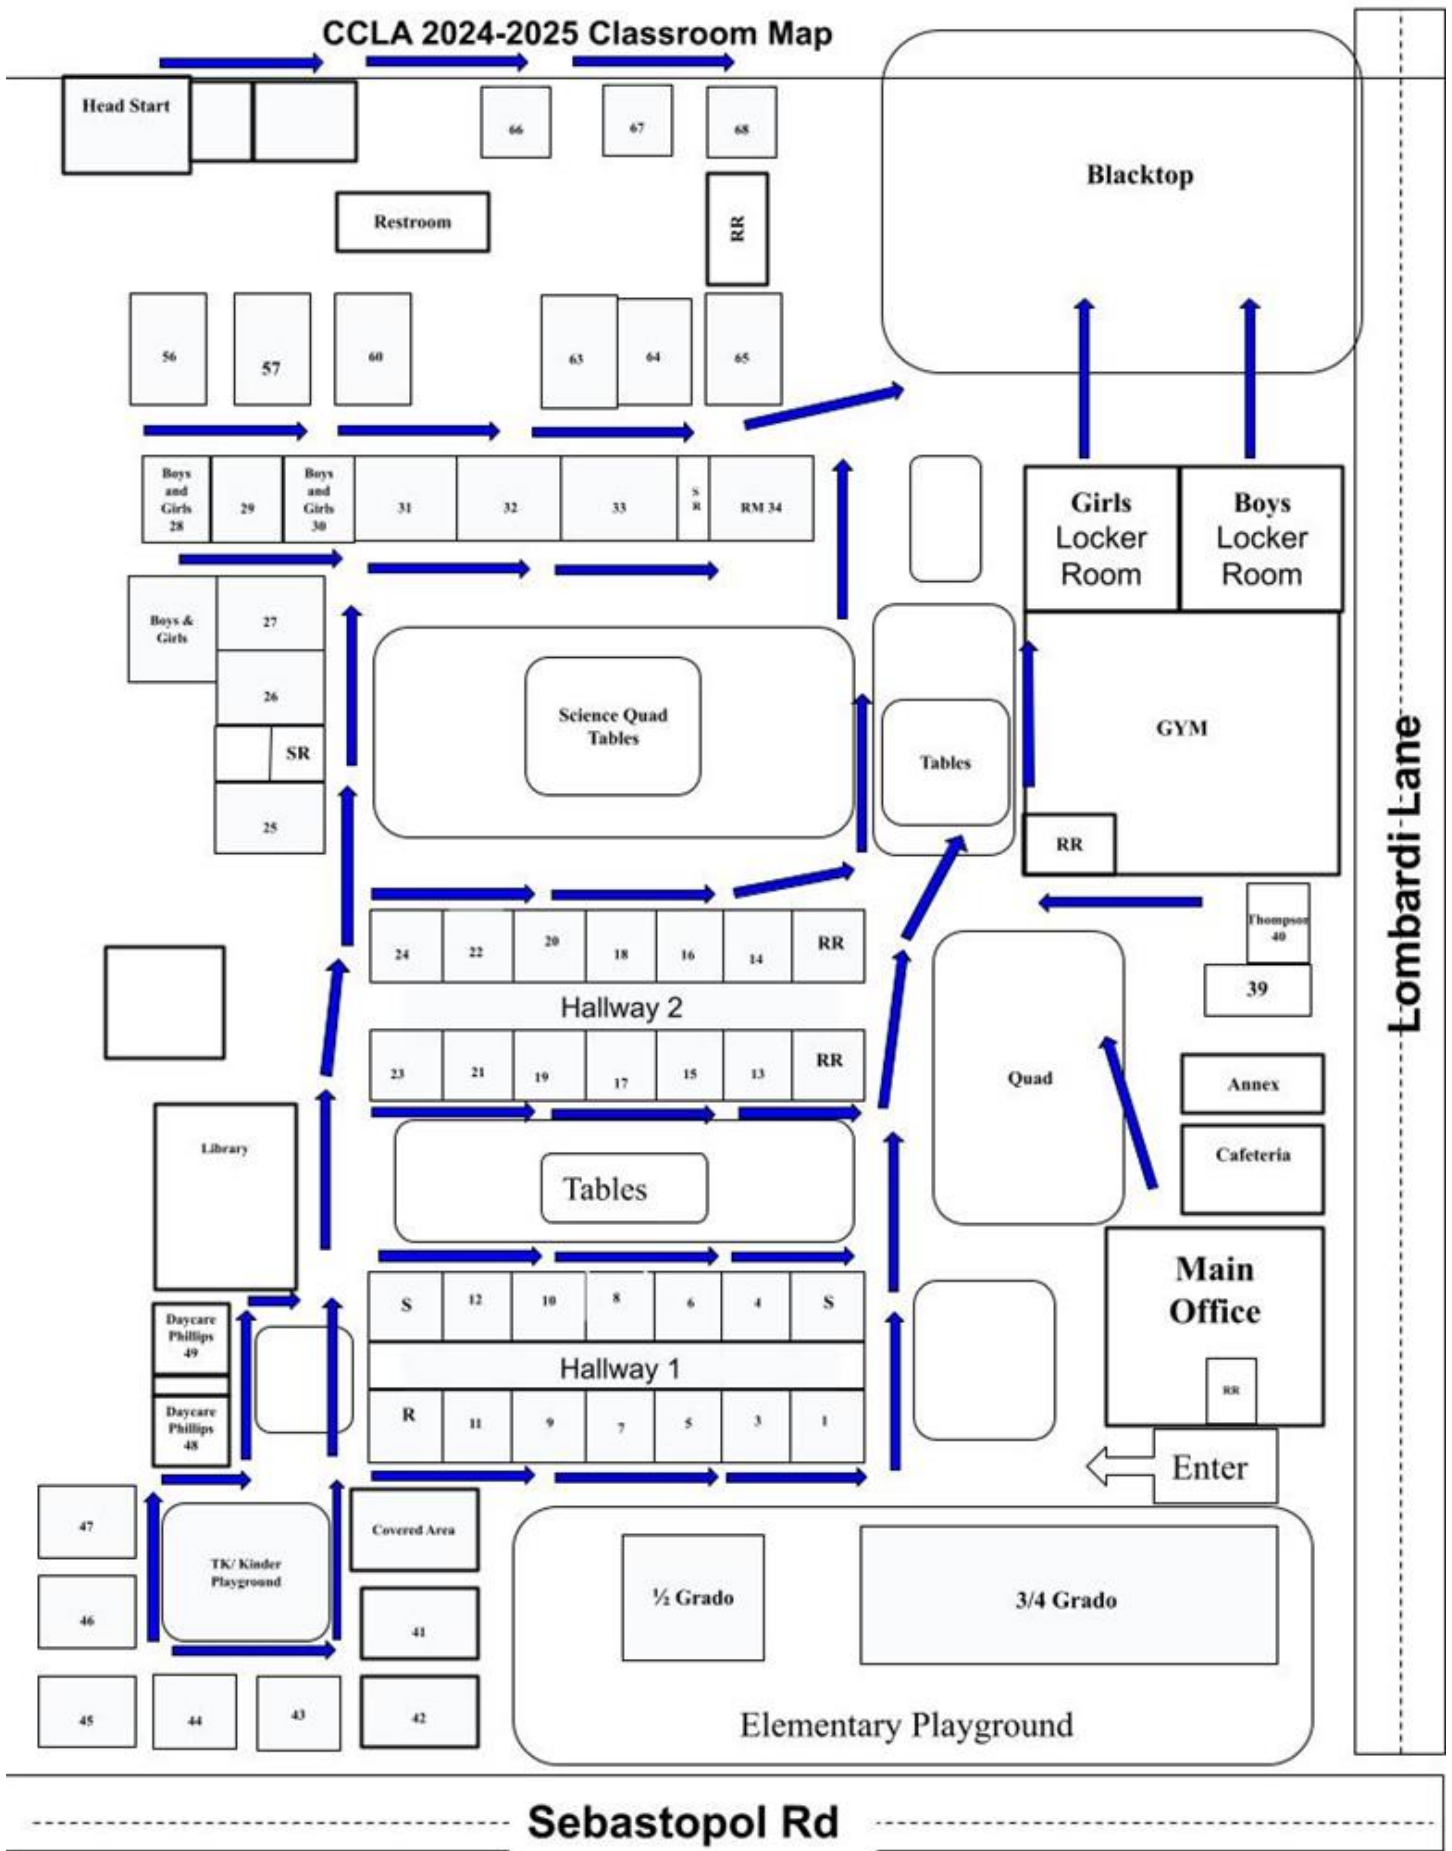 CCLA 2024-2025 Classroom Map
Head Start
66
67
68
Blacktop
Restroom
RR
56
57
60
63
64
65
Boys
and
Girls
28
29
Boys
and
Girls
30
31
32
33
S
R
RM 34
Girls
Locker
Room
Boys
Locker
Room
Boys &
Girls
27
26
SR
25
Science Quad
Tables
Tables
GYM
RR
Lombardi Lane
24
22
20
18
16
14
RR
Thompson
40
39
Hallway 2
23
21
19
17
15
13
RR
Quad
Annex
Cafeteria
Library
Tables
Main
Office
RR
S
12
10
8
6
4
S
Daycare
Phillips
49
Hallway 1
Daycare
Phillips
48
R
11
9
7
5
3
1
Enter
47
TK/ Kinder
Playground
Covered Area
½ Grado
3/4 Grado
46
41
45
44
43
42
Elementary Playground
Sebastopol Rd